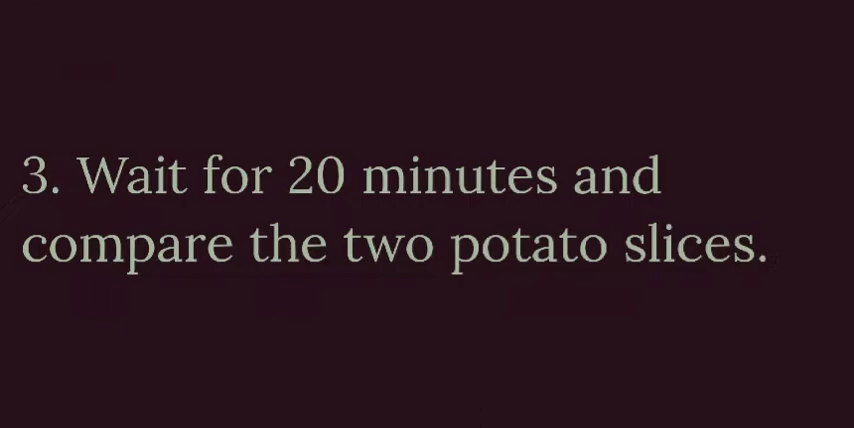 3. Wait for 20 minutes and
compare the two potato slices.